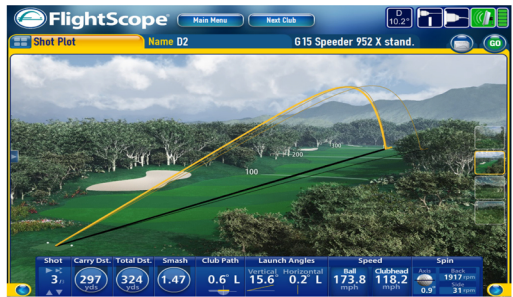 FlightScope®
Main Menu
Next Club
D
10.2°
Shot Plot
Name D2
G15 Speeder 952 X stand.
GO
200
100
Shot
3
Carry Dst.
297
yds
Total Dst.
324
yds
Smash
1.47
Club Path
0.6° L
Launch Angles
Vertical
15.6°
Horizontal
0.2° L
Speed
Ball
173.8
mph
Clubhead
118.2
mph
Spin
Axis
0.9°
Back
1917 rpm
Side
31 rpm